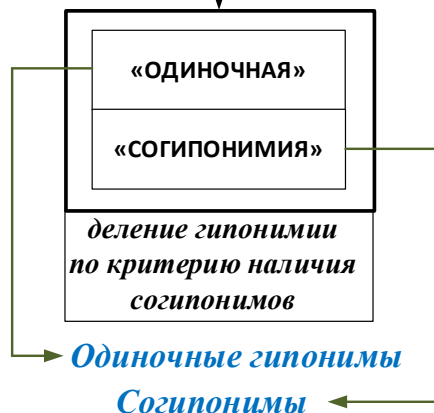 «ОДИНОЧНАЯ»
«СОГИПОНИМИЯ»
деление гипонимии
по критерию наличия
согипонимов
Одиночные гипонимы
Согипонимы